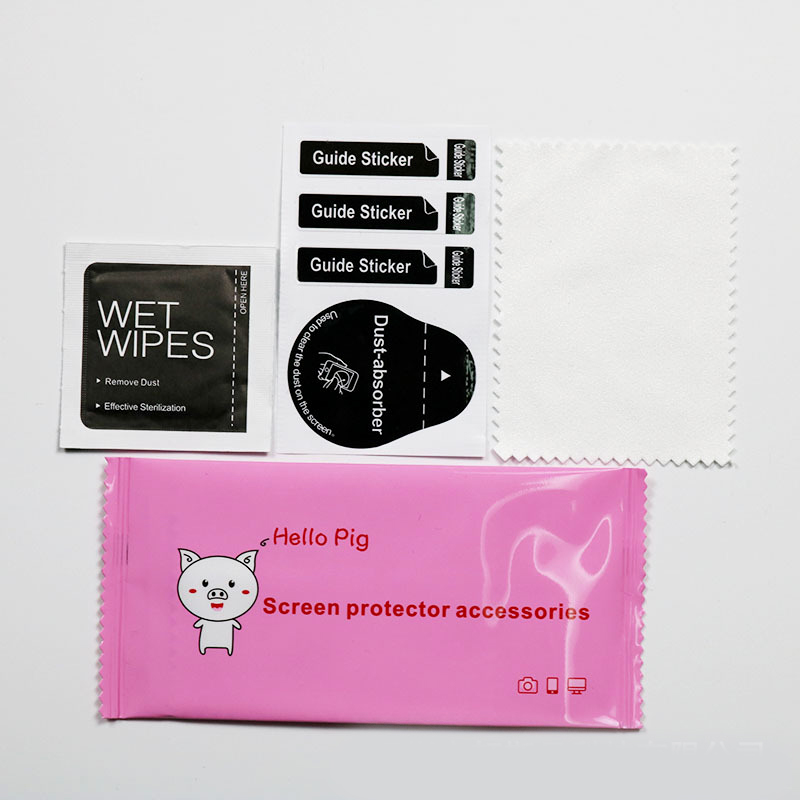 Guide Sticker
Guide Sticker
Guide Sticker
Guide Sticker
Guide Sticker
Guide Sticker
Dust-absorber
Used to clear the dust on the screen.
WET
WIPES
OPEN HERE
Remove Dust
Effective Sterilization
Hello Pig
Screen protector accessories